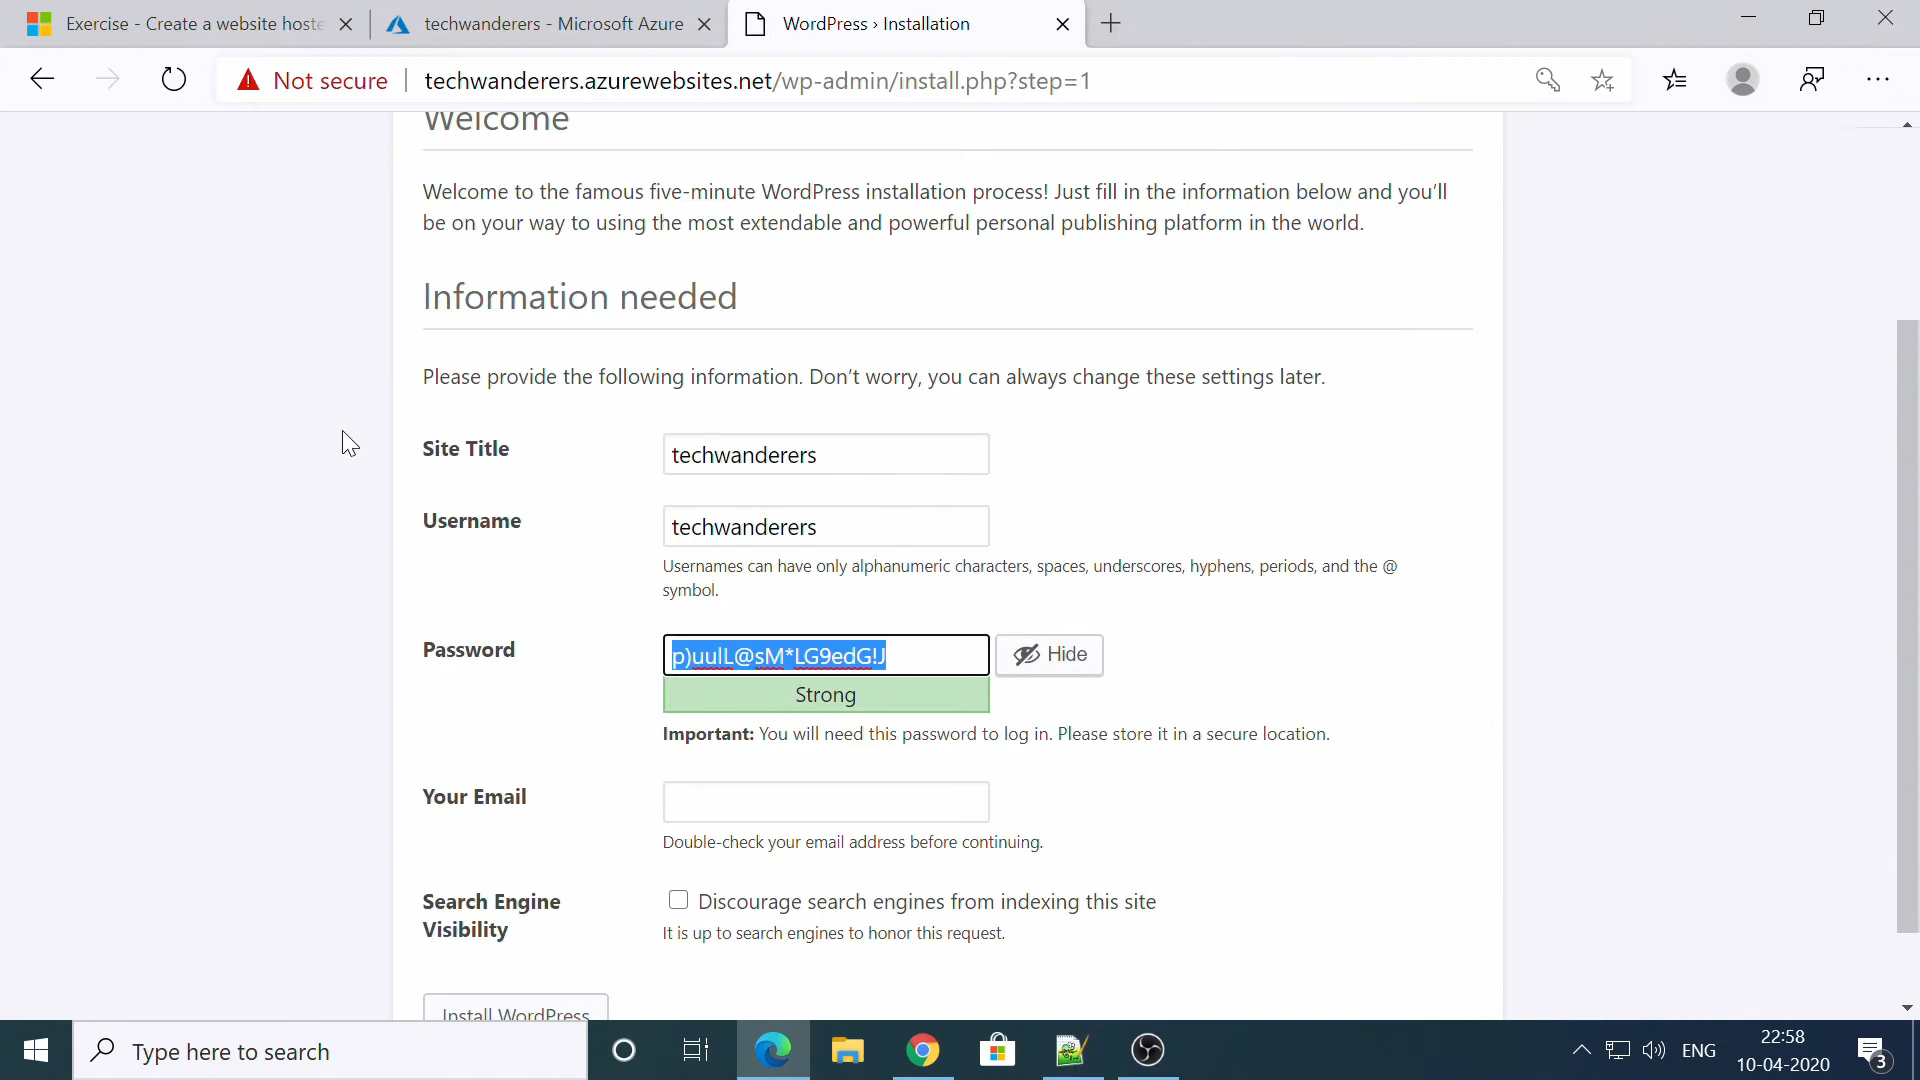 Exercise - Create a website hoste
techwanderers - Microsoft Azure
WordPress › Installation
Not secure
techwanderers.azurewebsites.net/wp-admin/install.php?step=1
Welcome
Welcome to the famous five-minute WordPress installation process! Just fill in the information below and you’ll
be on your way to using the most extendable and powerful personal publishing platform in the world.
Information needed
Please provide the following information. Don’t worry, you can always change these settings later.
Site Title
techwanderers
Username
techwanderers
Usernames can have only alphanumeric characters, spaces, underscores, hyphens, periods, and the @
symbol.
Password
Hide
Strong
Important: You will need this password to log in. Please store it in a secure location.
Your Email
Double-check your email address before continuing.
Search Engine
Visibility
Discourage search engines from indexing this site
It is up to search engines to honor this request.
Install WordPress
Type here to search
ENG
22:58
10-04-2020
3